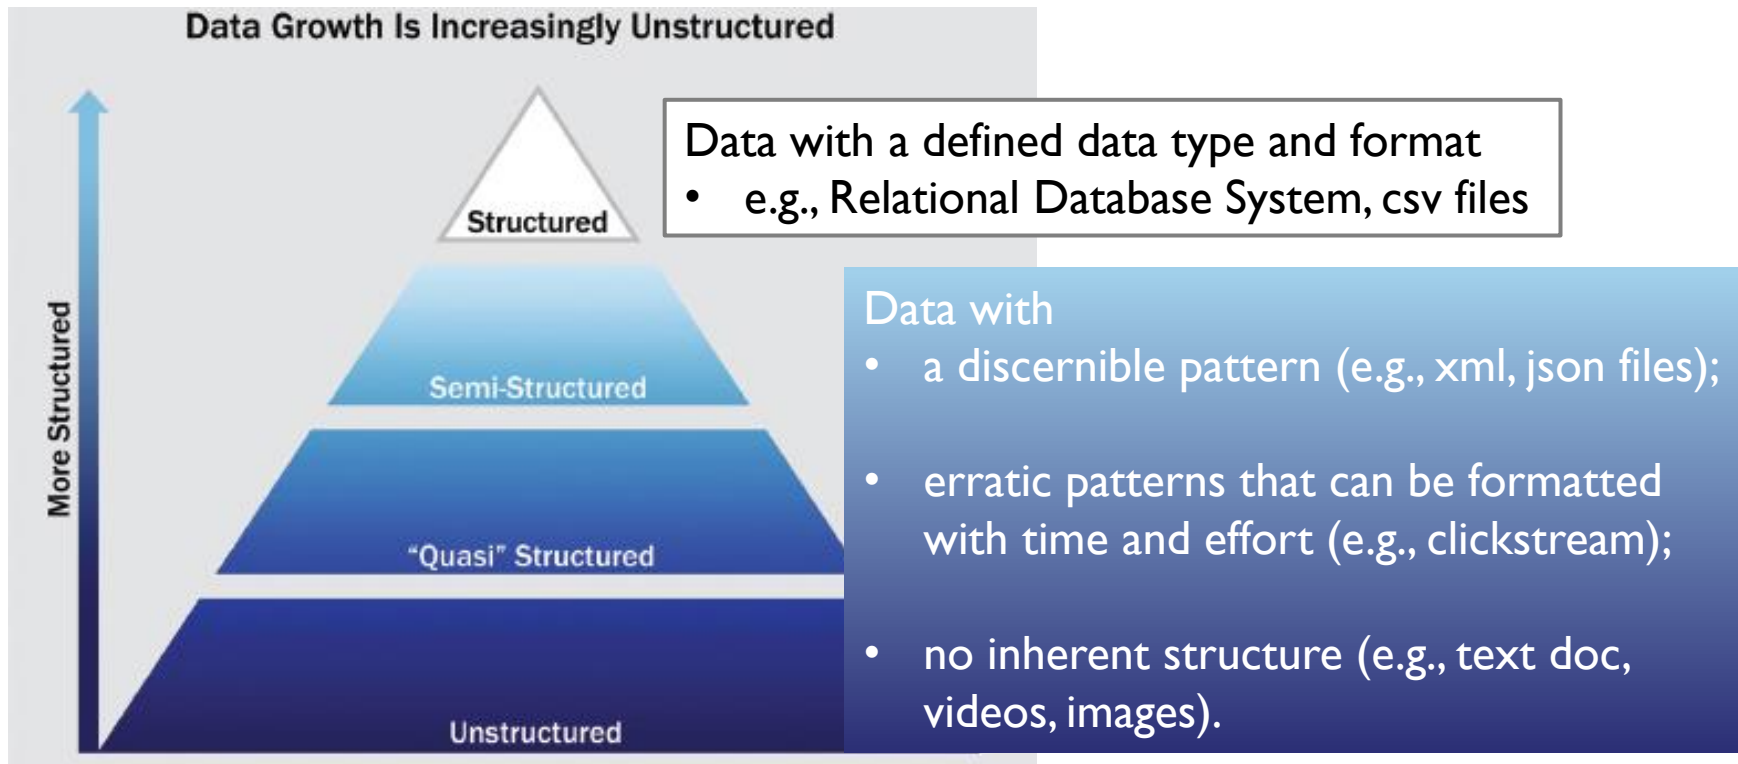 Data Growth Is Increasingly Unstructured
More Structured
Structured
Semi-Structured
“Quasi” Structured
Unstructured
Data with a defined data type and format
• e.g., Relational Database System, csv files
Data with
• a discernible pattern (e.g., xml, json files);
• erratic patterns that can be formatted
with time and effort (e.g., clickstream);
• no inherent structure (e.g., text doc,
videos, images).